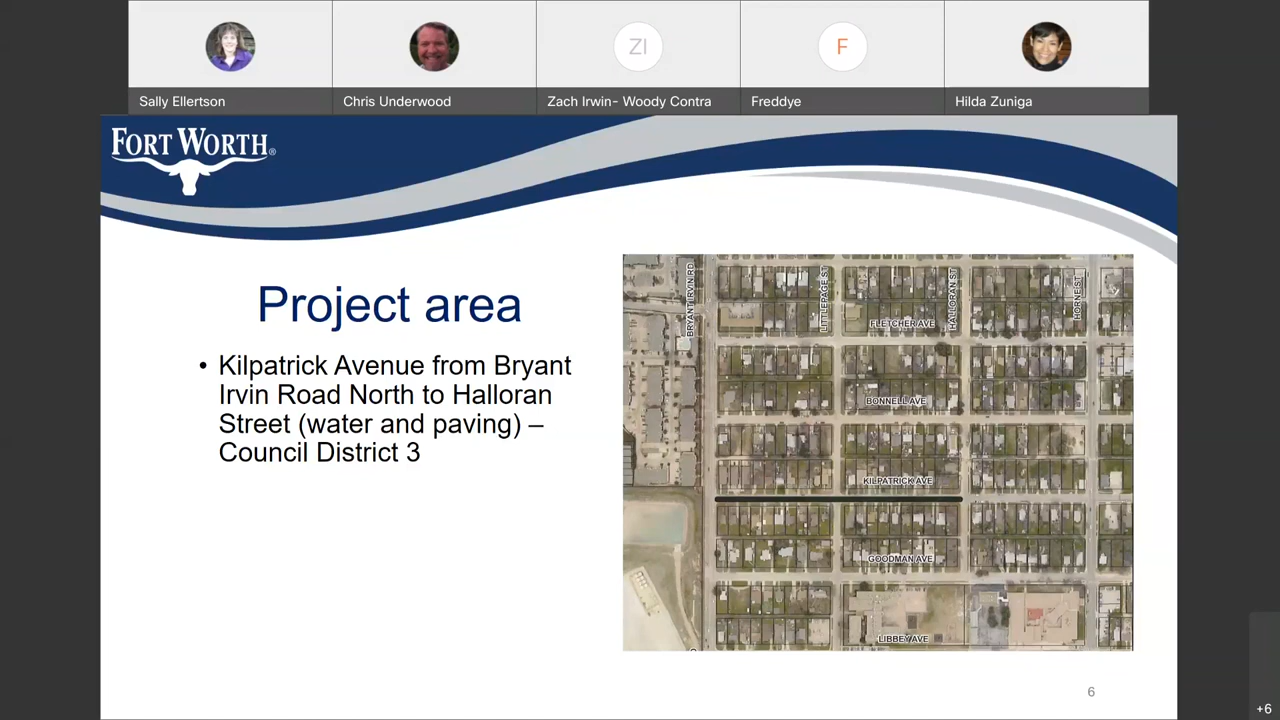 Sally Ellertson
Chris Underwood
ZI
Zach Irwin- Woody Contra
F
Freddye
Hilda Zuniga
FORT WORTH®
Project area
• Kilpatrick Avenue from Bryant
Irvin Road North to Halloran
Street (water and paving) –
Council District 3
BRYANT IRVIN RD
LITTLEPAGE ST
HALLORAN ST
HORNE ST
FLETCHER AVE
BONNELL AVE
KILPATRICK AVE
GOODMAN AVE
LIBBEY AVE
6
+6